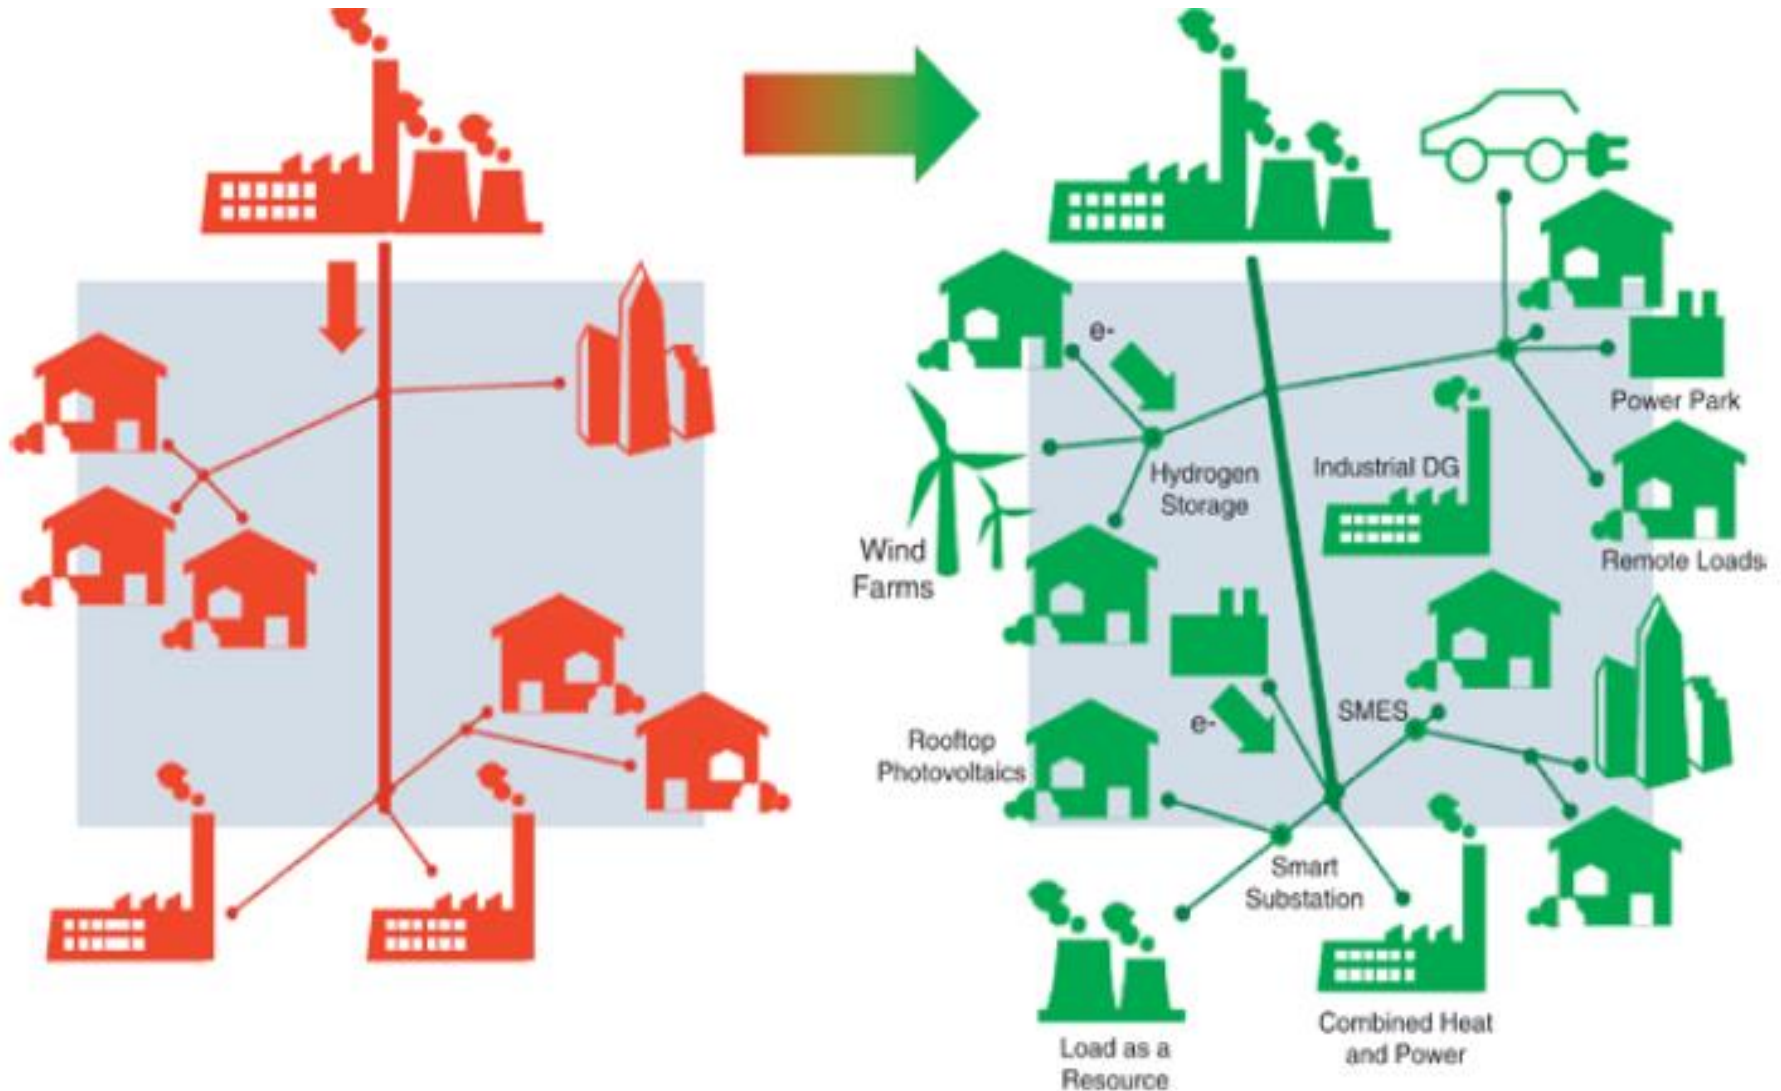 e-
Power Park
Hydrogen
Storage
Industrial DG
Wind
Farms
Remote Loads
e-
SMES
Rooftop
Photovoltaics
Smart
Substation
Load as a
Resource
Combined Heat
and Power